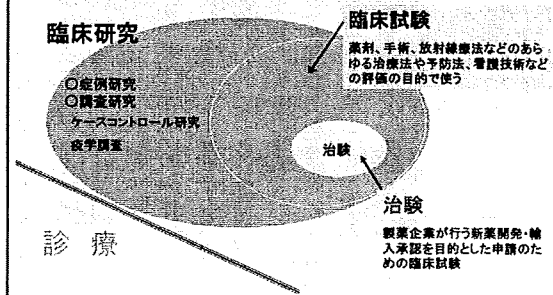 臨床研究
〇症例研究
〇調査研究
ケースコントロール研究
疫学調査
臨床試験
薬剤、手術、放射線療法などのあら
ゆる治療法や予防法、看護技術など
の評価の目的で使う
治験
治験
製薬企業が行う新薬開発・輸
入承認を目的とした申請のた
めの臨床試験
診 療